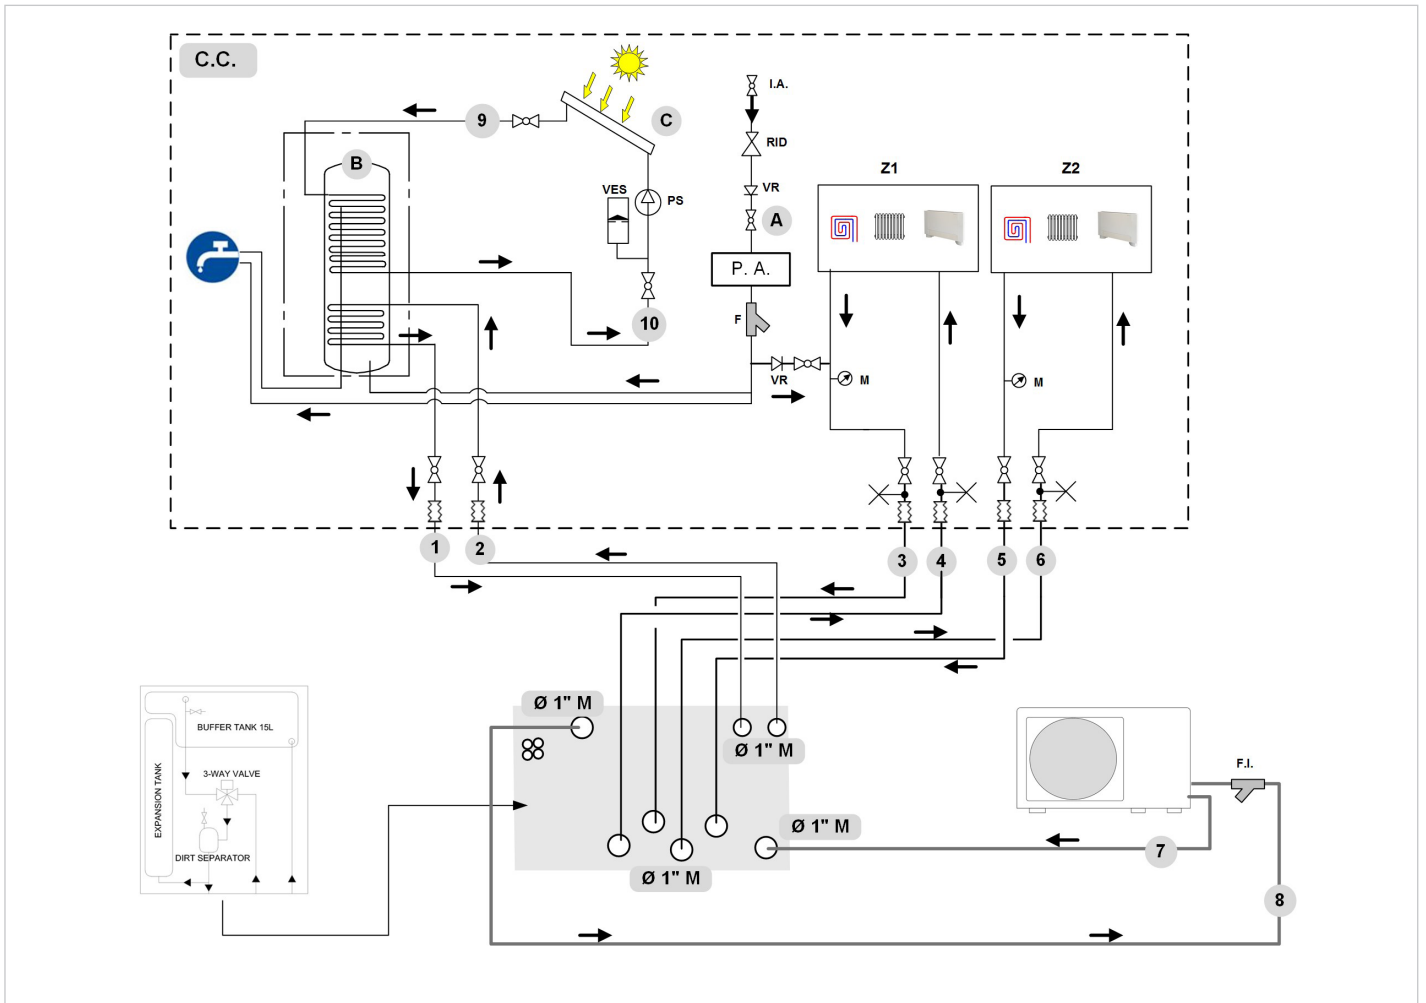 C.C.
I.A.
9
C
RID
B
Z1
Z2
VES
PS
VR
A
P. A.
F
10
VR
M
M
1
2
3
4
5
6
Ø 1" M
BUFFER TANK 15L
Ø 1" M
F.I.
3-WAY VALVE
EXPANSION TANK
Ø 1" M
7
DIRT SEPARATOR
Ø 1" M
8